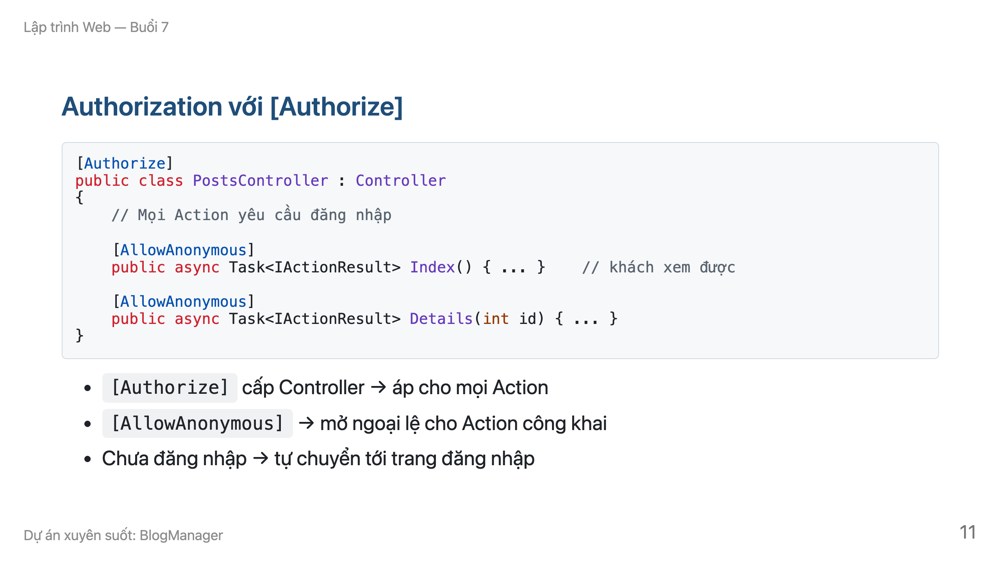 Lập trình Web — Buổi 7
Authorization với [Authorize]
[Authorize]
public class PostsController : Controller
{
    // Mọi Action yêu cầu đăng nhập
    [AllowAnonymous]
    public async Task<IActionResult> Index() { ... }    // khách xem được
    [AllowAnonymous]
    public async Task<IActionResult> Details(int id) { ... }
}
• [Authorize] cấp Controller → áp cho mọi Action
• [AllowAnonymous] → mở ngoại lệ cho Action công khai
• Chưa đăng nhập → tự chuyển tới trang đăng nhập
Dự án xuyên suốt: BlogManager
11